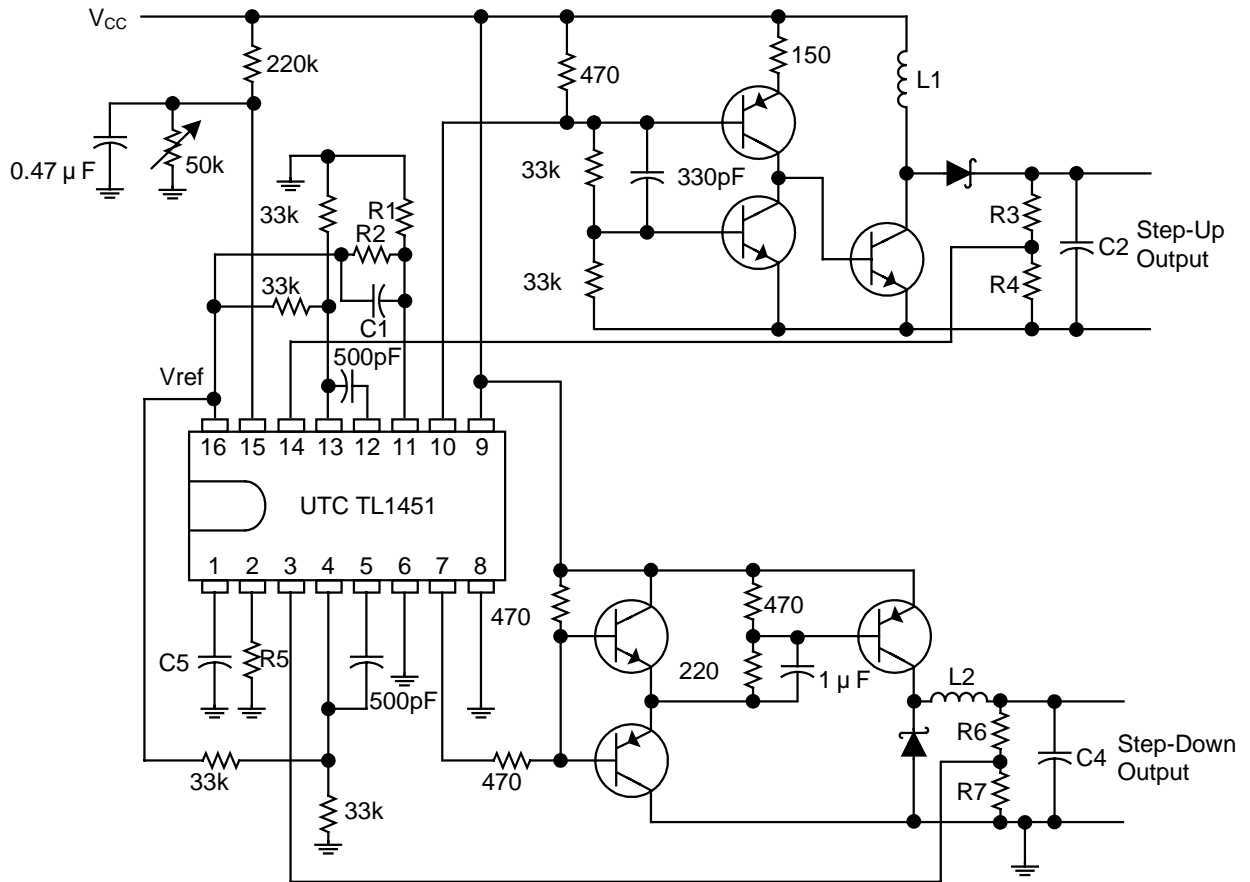 VCC
220k
470
150
L1
0.47 µ F
50k
33k
330pF
33k
R1
R2
R3
C2
Step-Up
Output
33k
33k
R4
C1
500pF
Vref
16 15 14 13 12 11 10 9
UTC TL1451
1 2 3 4 5 6 7 8
470
470
C5
R5
500pF
220
1 µ F
L2
R6
C4
Step-Down
Output
33k
470
R7
33k